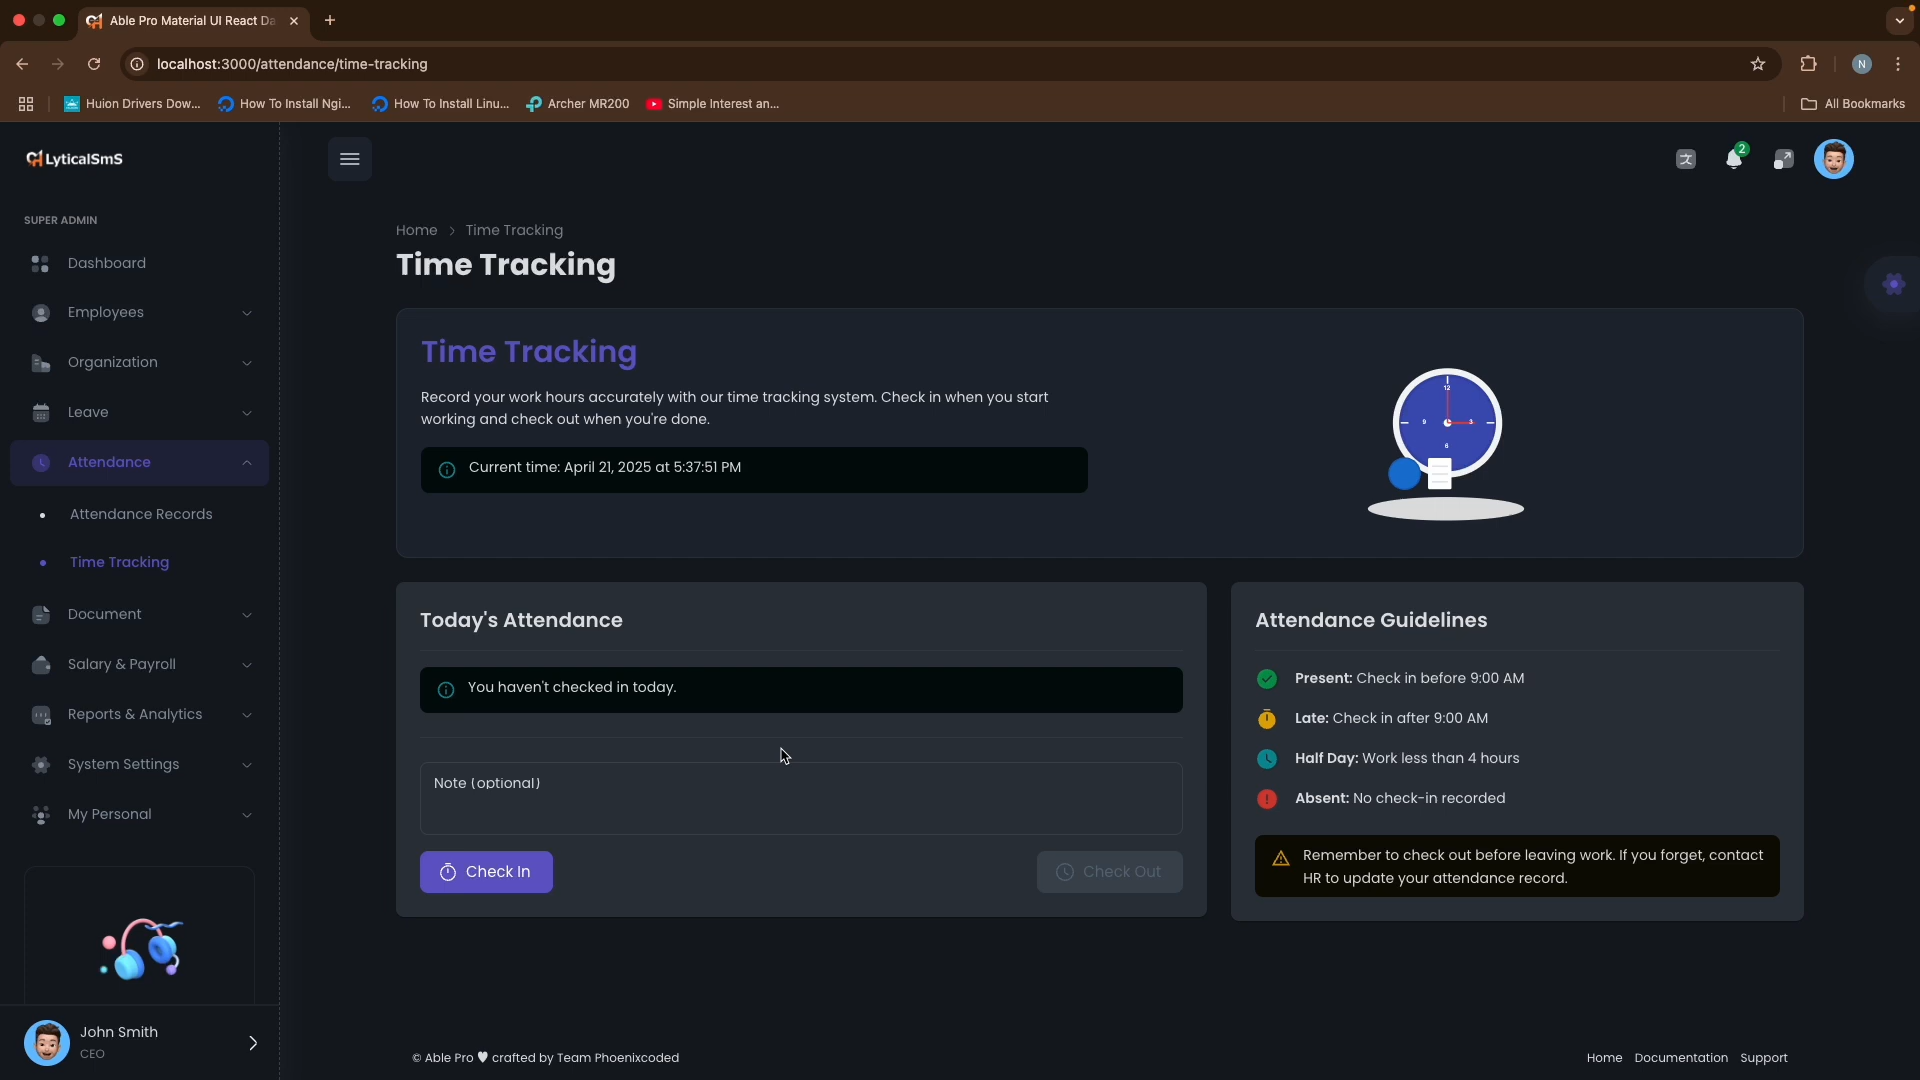 Able Pro Material UI React Da
localhost:3000/attendance/time-tracking
N
Huion Drivers Dow...
How To Install Ngi...
How To Install Linu...
Archer MR200
Simple Interest an...
All Bookmarks
LyticalSmS
2
SUPER ADMIN
Dashboard
Employees
Organization
Leave
Attendance
Attendance Records
Time Tracking
Document
Salary & Payroll
Reports & Analytics
System Settings
My Personal
John Smith
CEO
Home > Time Tracking
Time Tracking
Time Tracking
Record your work hours accurately with our time tracking system. Check in when you start
working and check out when you're done.
Current time: April 21, 2025 at 5:37:51 PM
12
9 3
6
Today's Attendance
You haven't checked in today.
Note (optional)
Check In
Check Out
Attendance Guidelines
Present: Check in before 9:00 AM
Late: Check in after 9:00 AM
Half Day: Work less than 4 hours
Absent: No check-in recorded
Remember to check out before leaving work. If you forget, contact
HR to update your attendance record.
© Able Pro ♥ crafted by Team Phoenixcoded
Home Documentation Support